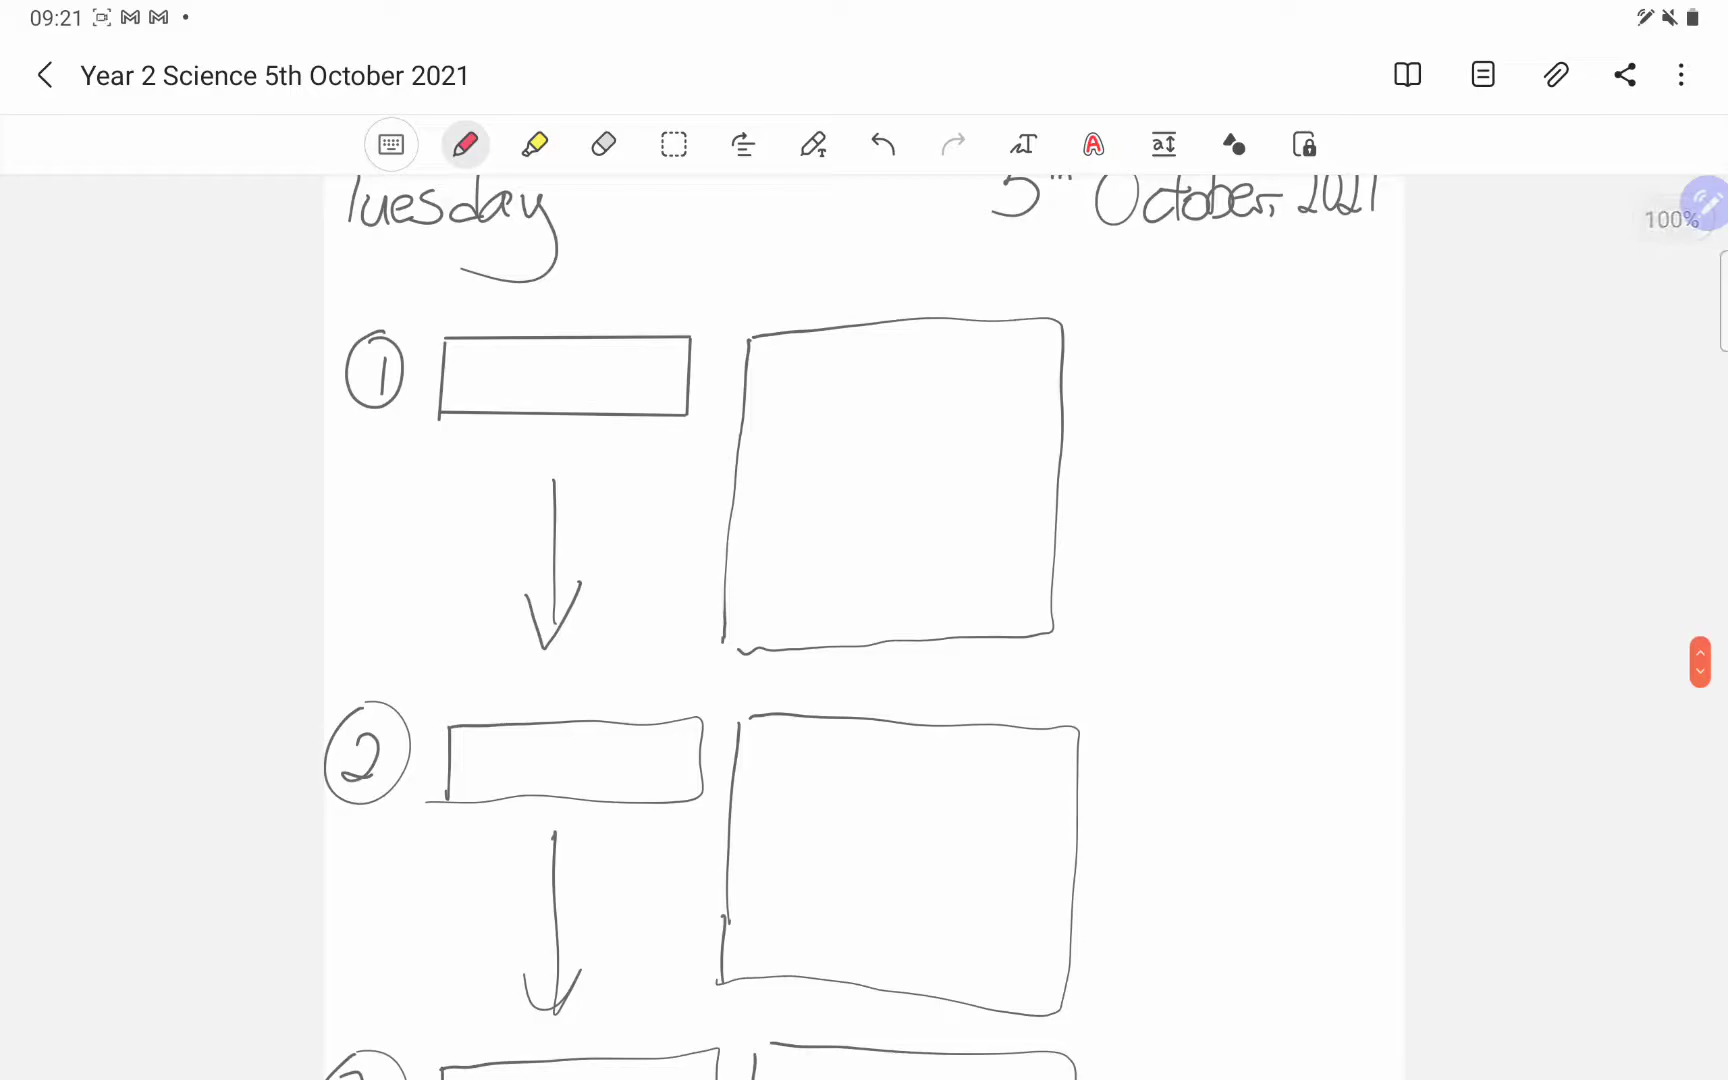 09:21
Year 2 Science 5th October 2021
Tuesday 5th October, 2021
100%
1
2